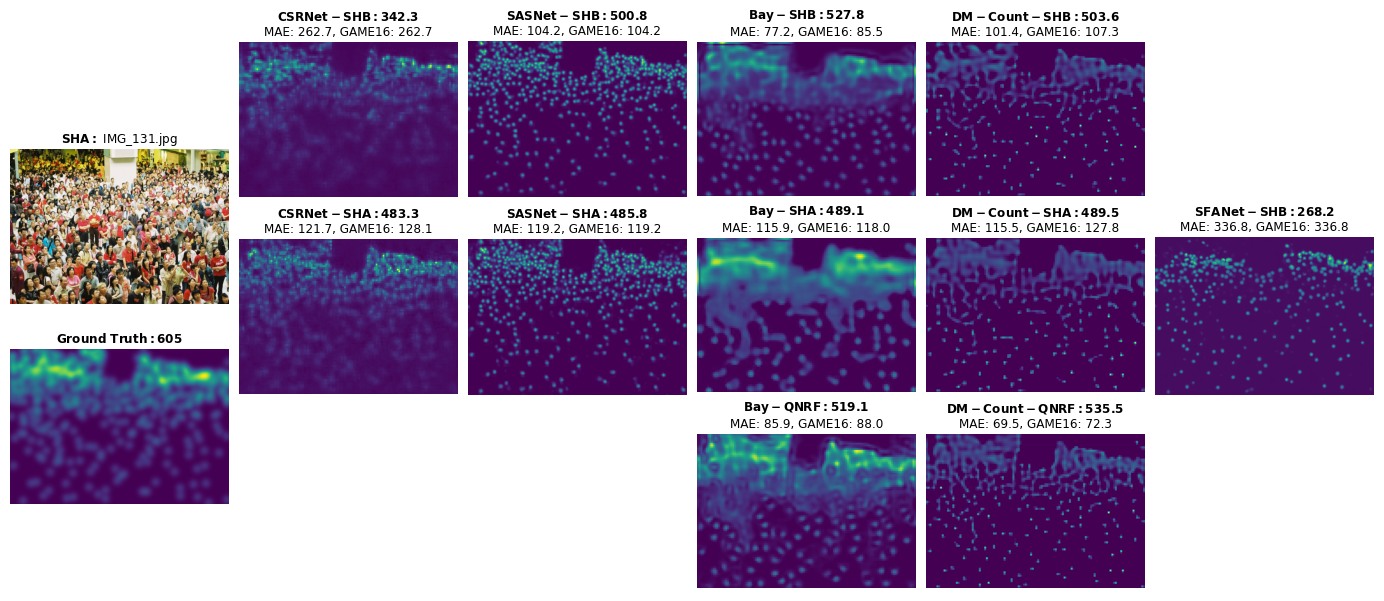 CSRNet − SHB : 342.3
MAE: 262.7, GAME16: 262.7
SASNet − SHB : 500.8
MAE: 104.2, GAME16: 104.2
Bay − SHB : 527.8
MAE: 77.2, GAME16: 85.5
DM − Count − SHB : 503.6
MAE: 101.4, GAME16: 107.3
SHA : IMG_131.jpg
CSRNet − SHA : 483.3
MAE: 121.7, GAME16: 128.1
SASNet − SHA : 485.8
MAE: 119.2, GAME16: 119.2
Bay − SHA : 489.1
MAE: 115.9, GAME16: 118.0
DM − Count − SHA : 489.5
MAE: 115.5, GAME16: 127.8
SFANet − SHB : 268.2
MAE: 336.8, GAME16: 336.8
Ground Truth : 605
Bay − QNRF : 519.1
MAE: 85.9, GAME16: 88.0
DM − Count − QNRF : 535.5
MAE: 69.5, GAME16: 72.3